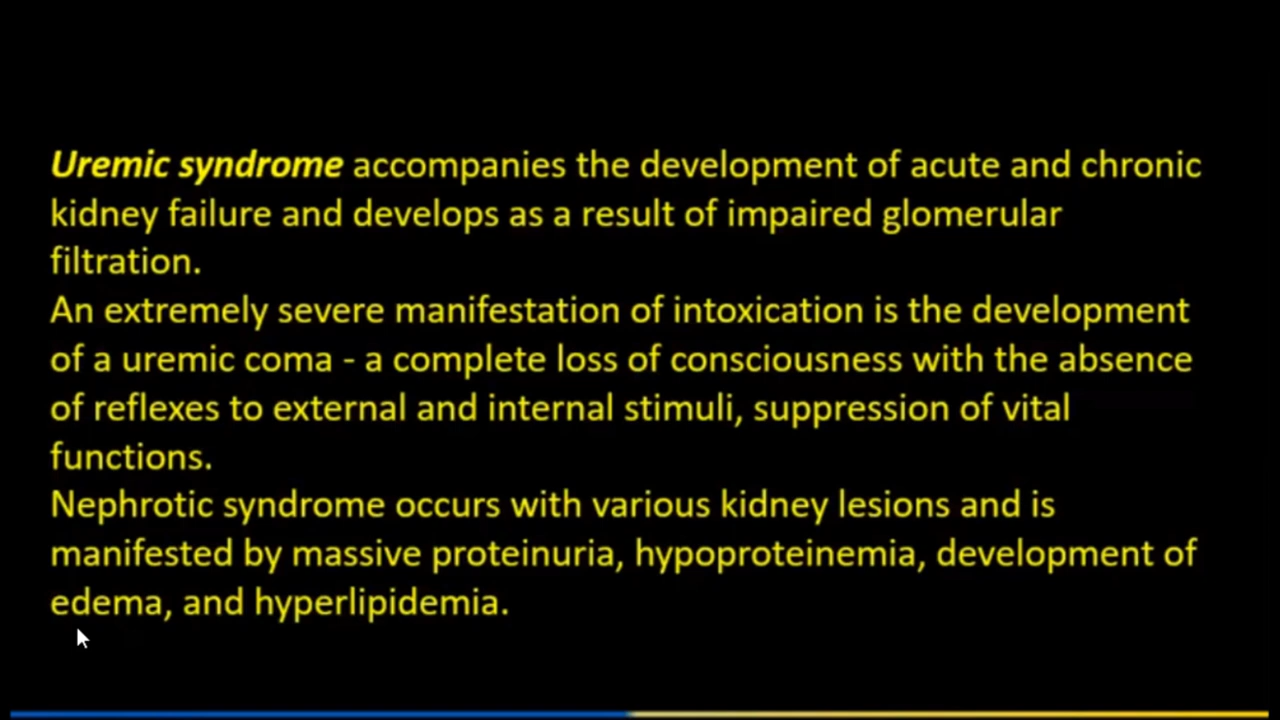 Uremic syndrome accompanies the development of acute and chronic
kidney failure and develops as a result of impaired glomerular
filtration.
An extremely severe manifestation of intoxication is the development
of a uremic coma - a complete loss of consciousness with the absence
of reflexes to external and internal stimuli, suppression of vital
functions.
Nephrotic syndrome occurs with various kidney lesions and is
manifested by massive proteinuria, hypoproteinemia, development of
edema, and hyperlipidemia.